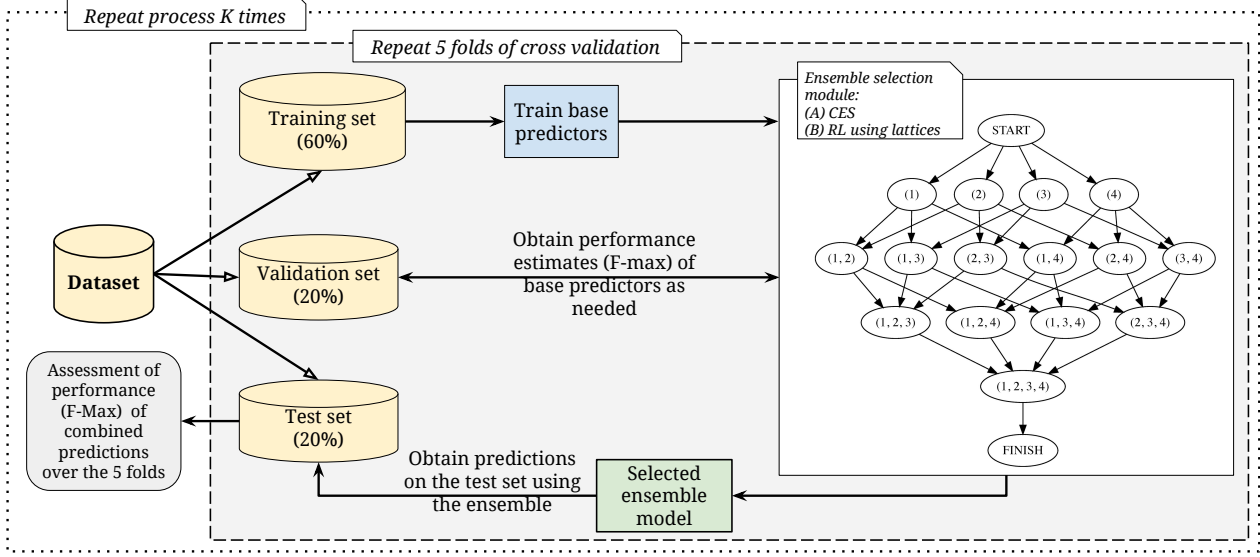 Repeat process K times
Repeat 5 folds of cross validation
Training set
(60%)
Train base
predictors
Ensemble selection
module:
(A) CES
(B) RL using lattices
START
(1)
(2)
(3)
(4)
(1, 2)
(1, 3)
(2, 3)
(1, 4)
(2, 4)
(3, 4)
(1, 2, 3)
(1, 2, 4)
(1, 3, 4)
(2, 3, 4)
(1, 2, 3, 4)
FINISH
Dataset
Validation set
(20%)
Obtain performance
estimates (F-max) of
base predictors as
needed
Assessment of
performance
(F-Max) of
combined
predictions
over the 5 folds
Test set
(20%)
Obtain predictions
on the test set using
the ensemble
Selected
ensemble
model